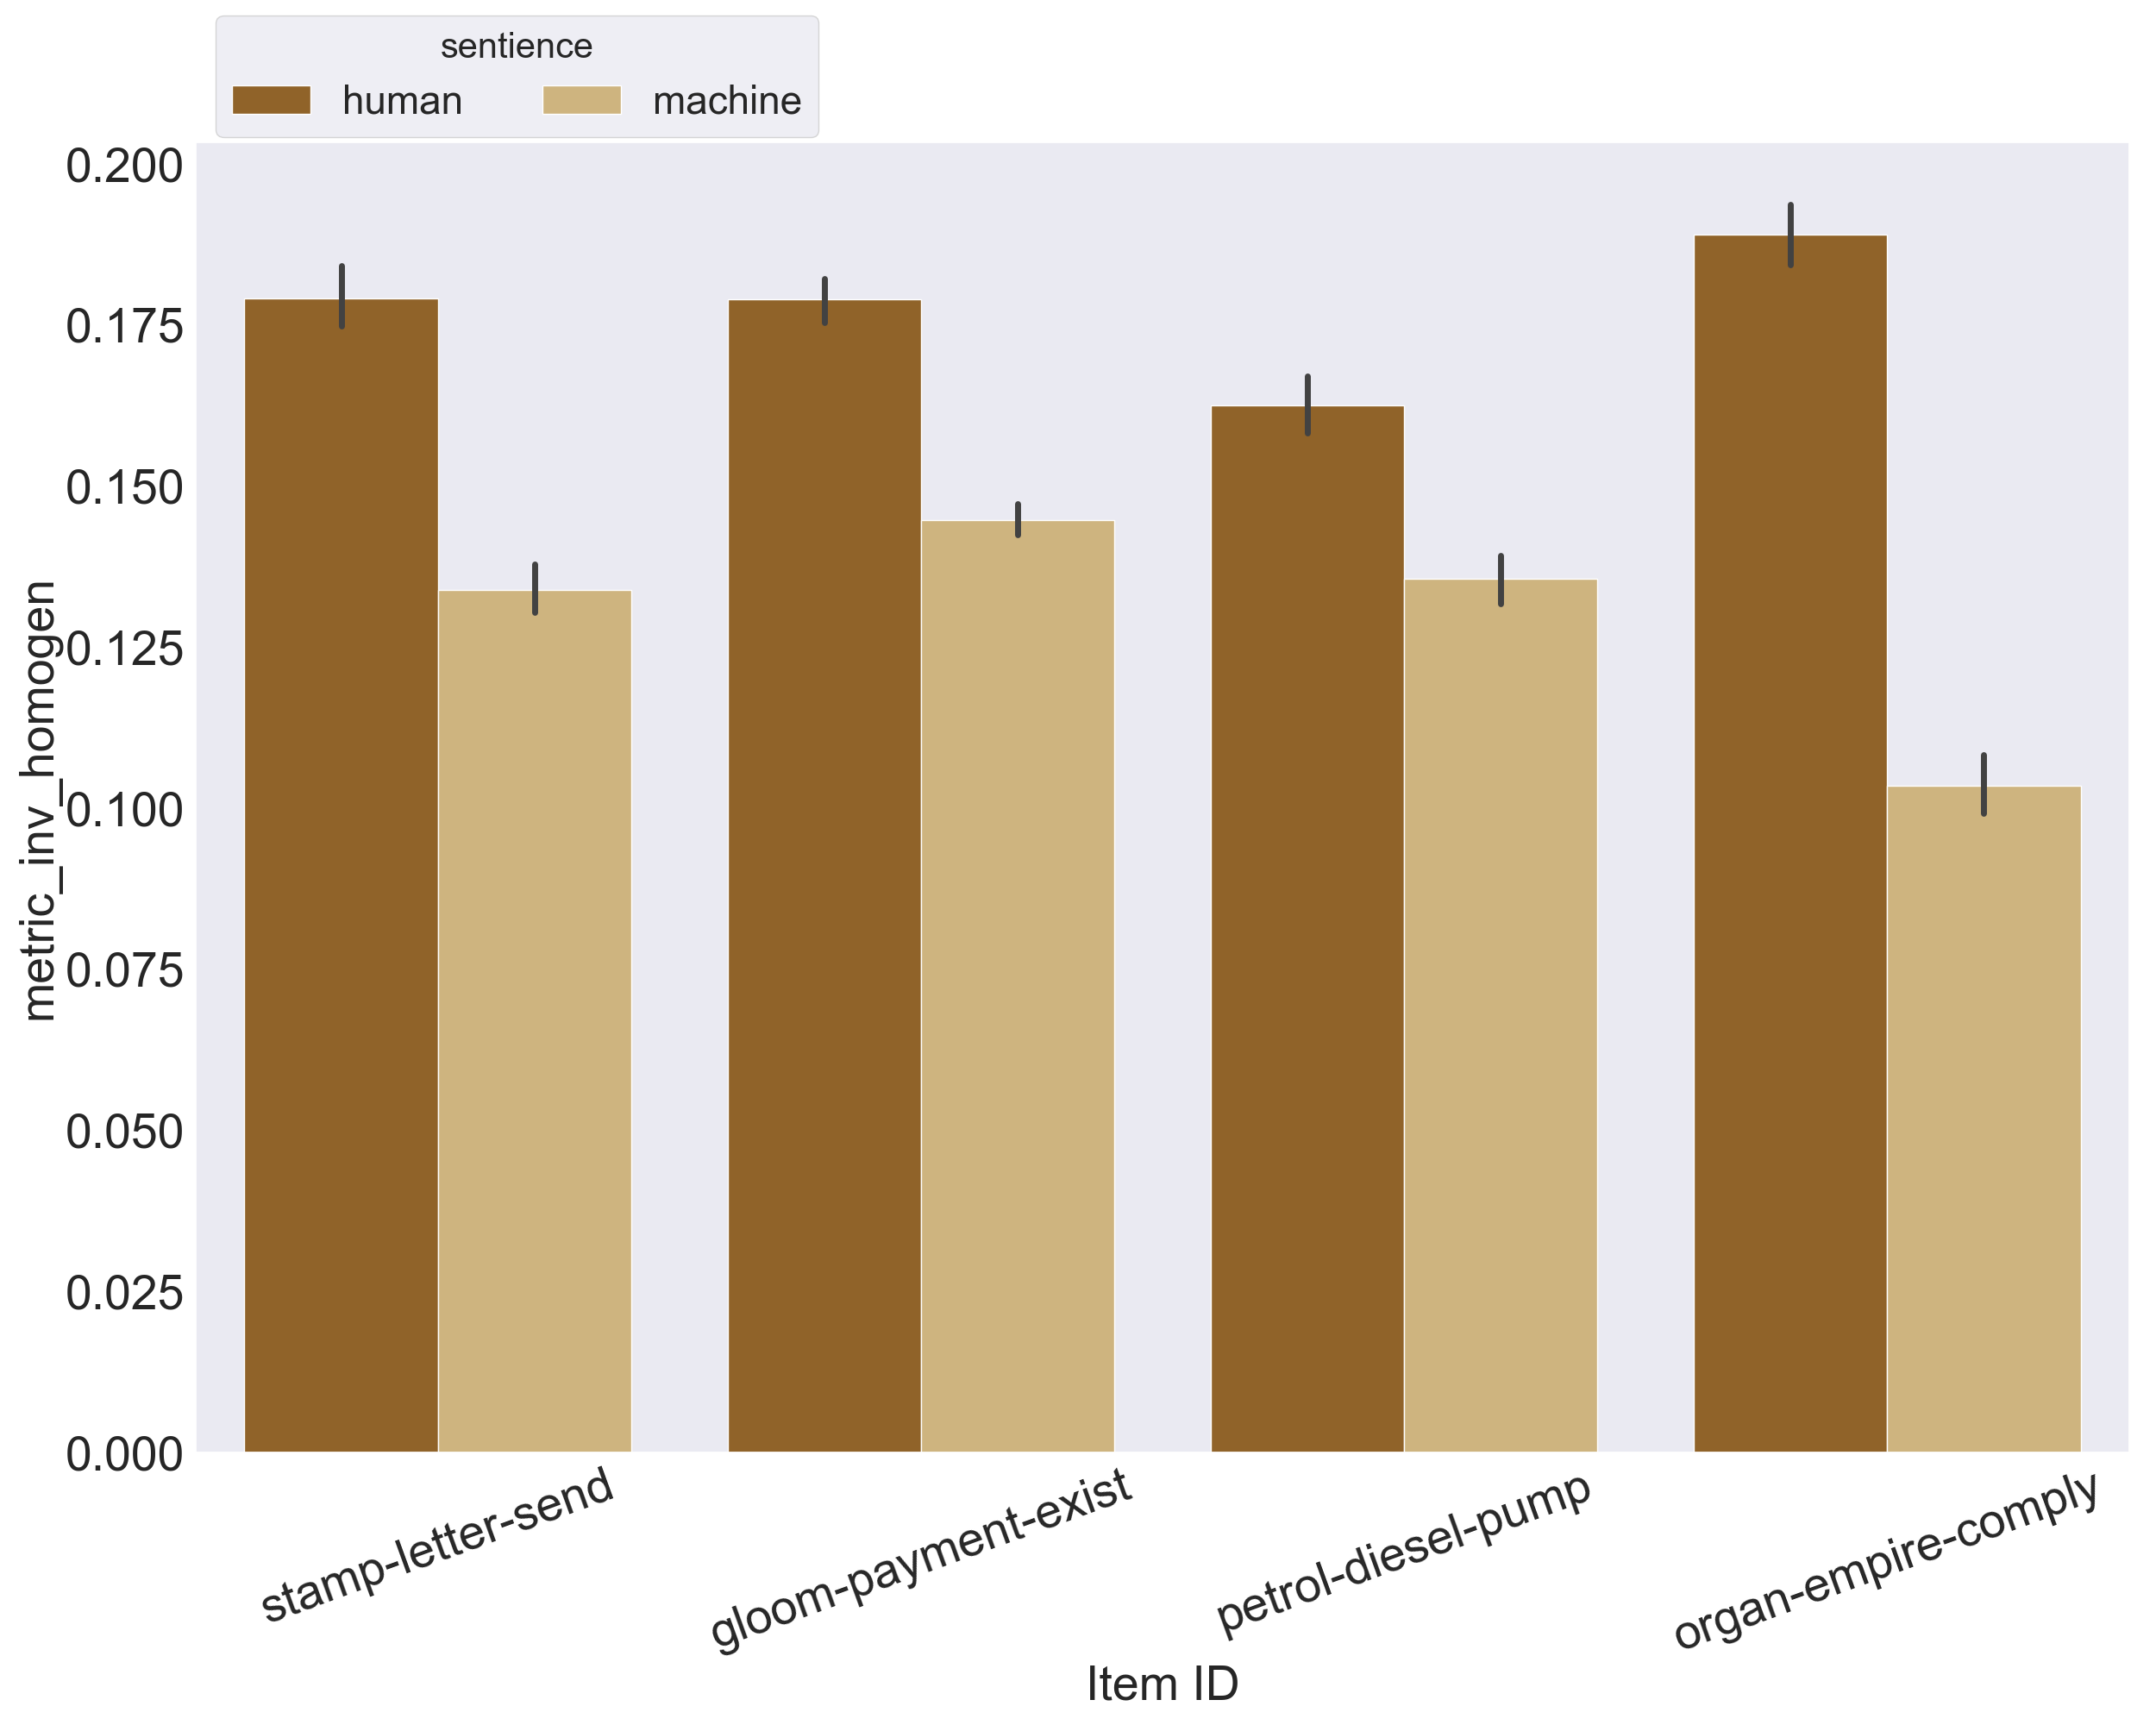 sentience
human machine
0.200
0.175
0.150
0.125
0.100
0.075
0.050
0.025
0.000
metric_inv_homogen
stamp-letter-send
gloom-payment-exist
petrol-diesel-pump
organ-empire-comply
Item ID